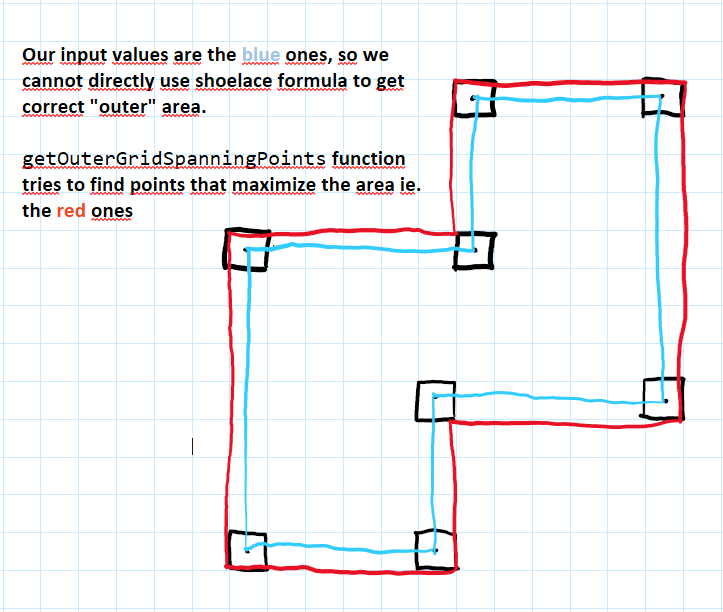 Our input values are the blue ones, so we
cannot directly use shoelace formula to get
correct "outer" area.
getOuterGridSpanningPoints function
tries to find points that maximize the area ie.
the red ones